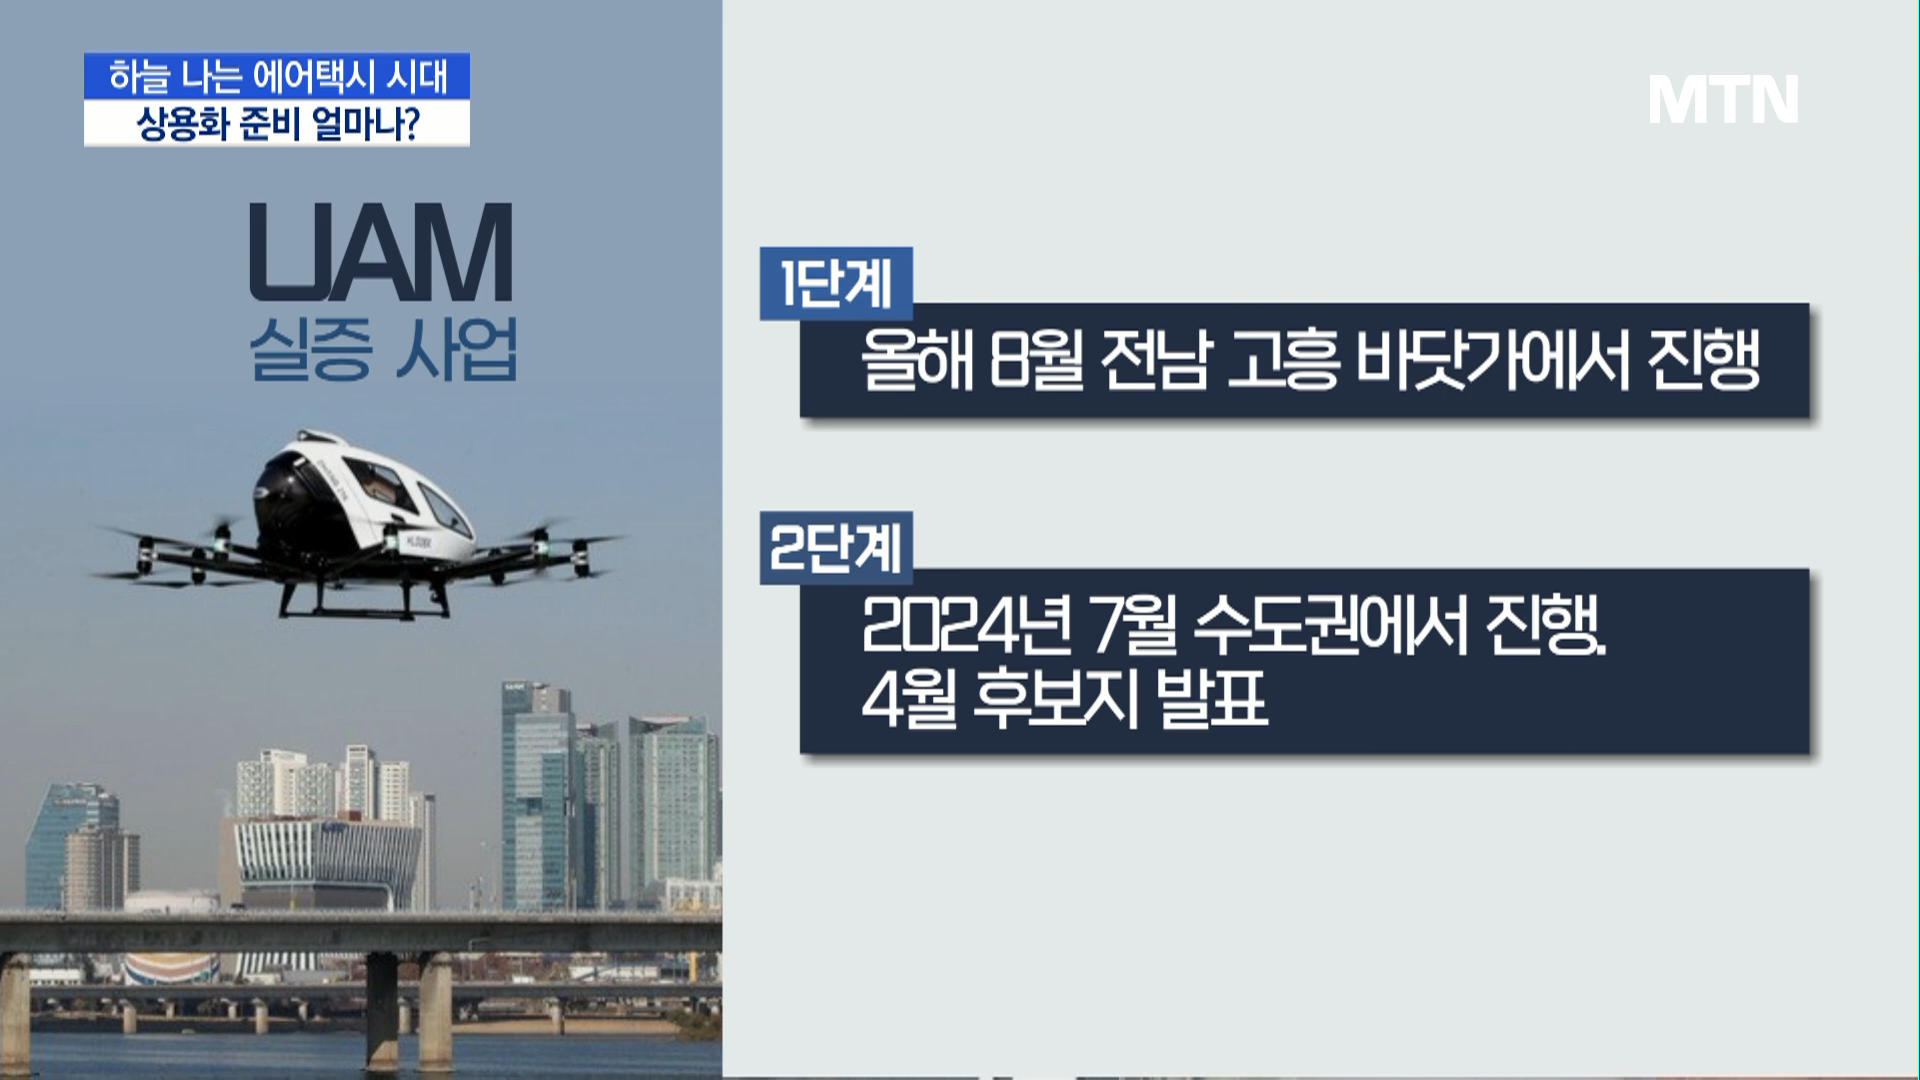 하늘 나는 에어택시 시대
상용화 준비 얼마나?
MTN
UAM
실증 사업
1단계
올해 8월 전남 고흥 바닷가에서 진행
2단계
2024년 7월 수도권에서 진행.
4월 후보지 발표